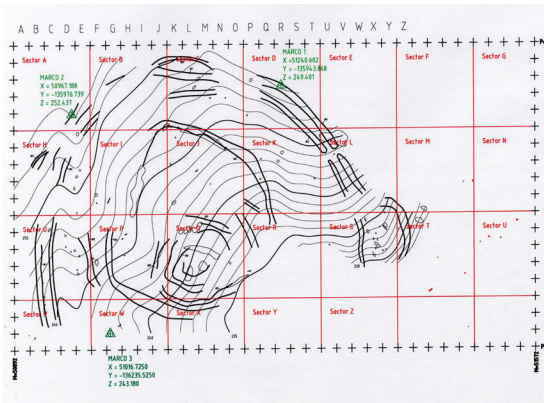 A B C D E F G H I J K L M N O P Q R S T U V W X Y Z
MARCO 1
X = 51240.602
Y = -135943.868
Z = 249.401
Sector A
Sector B
Sector D
Sector E
Sector F
Sector G
MARCO 2
X = 50967.188
Y = -135976.739
Z = 252.437
Sector H
Sector I
Sector J
Sector K
Sector L
Sector M
Sector N
Sector O
Sector P
Sector Q
Sector R
Sector S
Sector T
Sector U
Sector W
Sector X
Sector Y
Sector Z
MARCO 3
X = 51016.7250
Y = -136235.5250
Z = 243.180